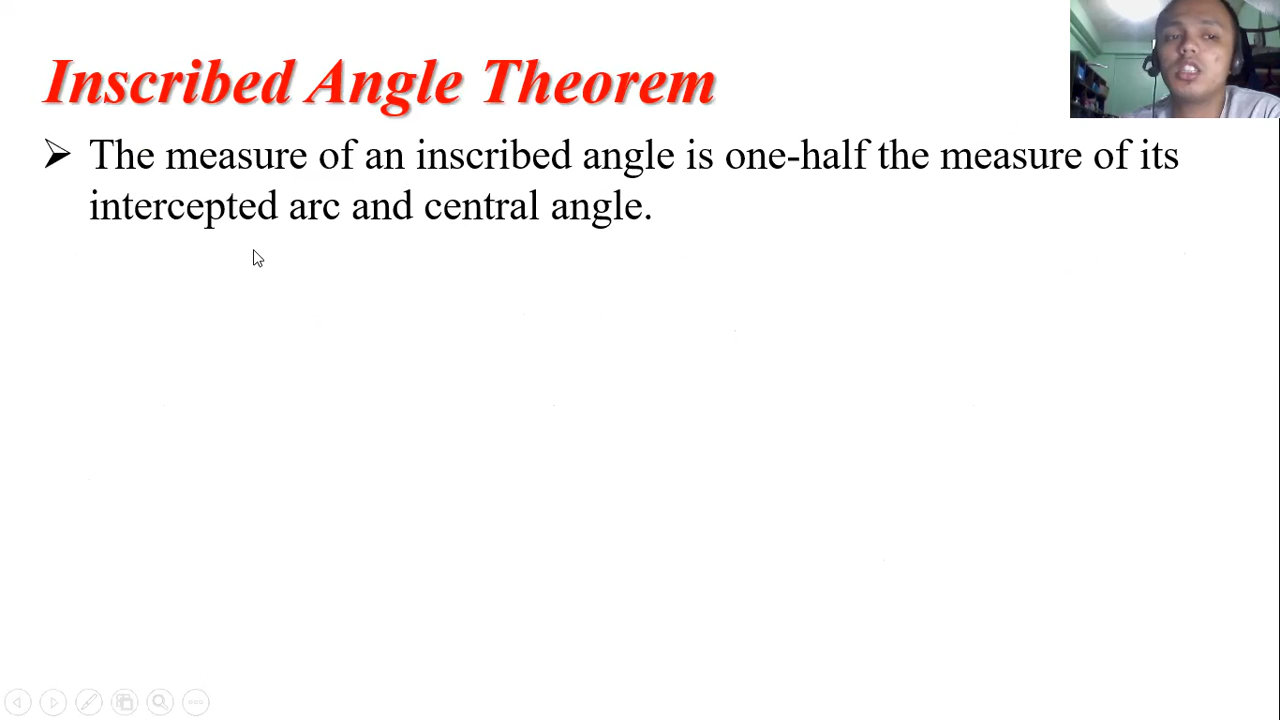 Inscribed Angle Theorem
➢ The measure of an inscribed angle is one-half the measure of its
intercepted arc and central angle.